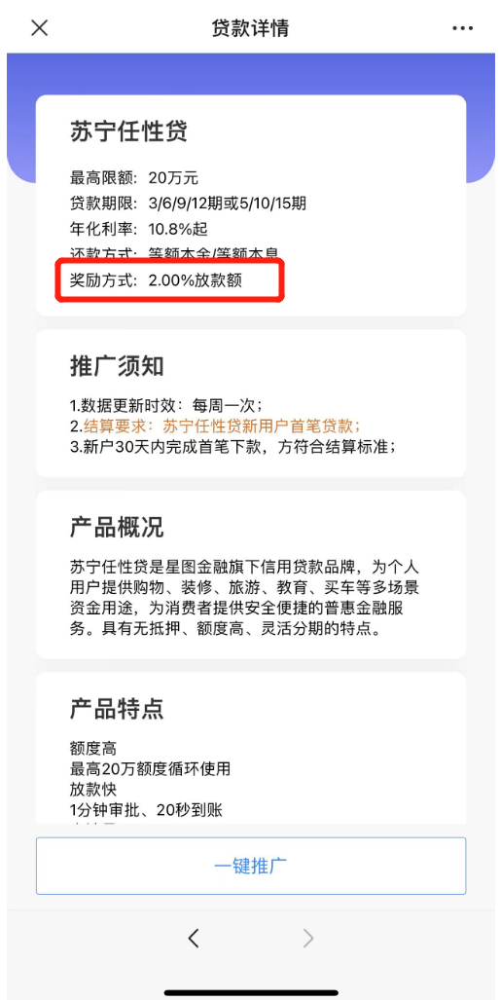 贷款详情
苏宁任性贷
最高限额: 20万元
贷款期限: 3/6/9/12期或5/10/15期
年化利率: 10.8%起
还款方式: 等额本金/等额本息
奖励方式: 2.00%放款额
推广须知
1.数据更新时效：每周一次；
2.结算要求：苏宁任性贷新用户首笔贷款；
3.新户30天内完成首笔下款，方符合结算标准；
产品概况
苏宁任性贷是星图金融旗下信用贷款品牌，为个人
用户提供购物、装修、旅游、教育、买车等多场景
资金用途，为消费者提供安全便捷的普惠金融服
务。具有无抵押、额度高、灵活分期的特点。
产品特点
额度高
最高20万额度循环使用
放款快
1分钟审批、20秒到账
一键推广